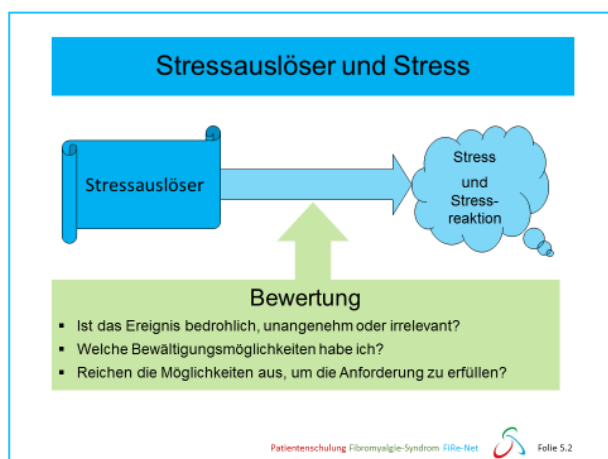 Stressauslöser und Stress
Stressauslöser
Stress
und
Stress-
reaktion
Bewertung
▪ Ist das Ereignis bedrohlich, unangenehm oder irrelevant?
▪ Welche Bewältigungsmöglichkeiten habe ich?
▪ Reichen die Möglichkeiten aus, um die Anforderung zu erfüllen?
Patientenschulung Fibromyalgie-Syndrom FiRe-Net Folie 5.2